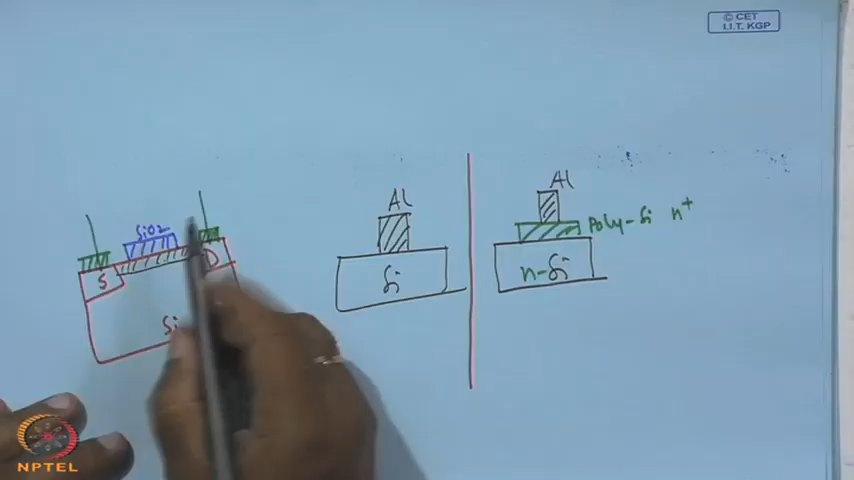 © CET
I.I.T. KGP
SiO2
S
D
Si
Al
Si
Al
Poly-Si n+
n-Si
NPTEL